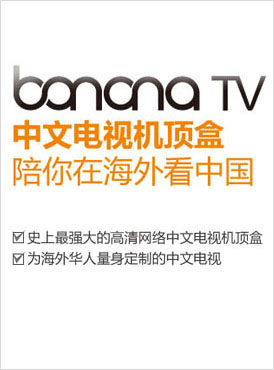 banana TV
中文电视机顶盒
陪你在海外看中国
史上最强大的高清网络中文电视机顶盒
为海外华人量身定制的中文电视